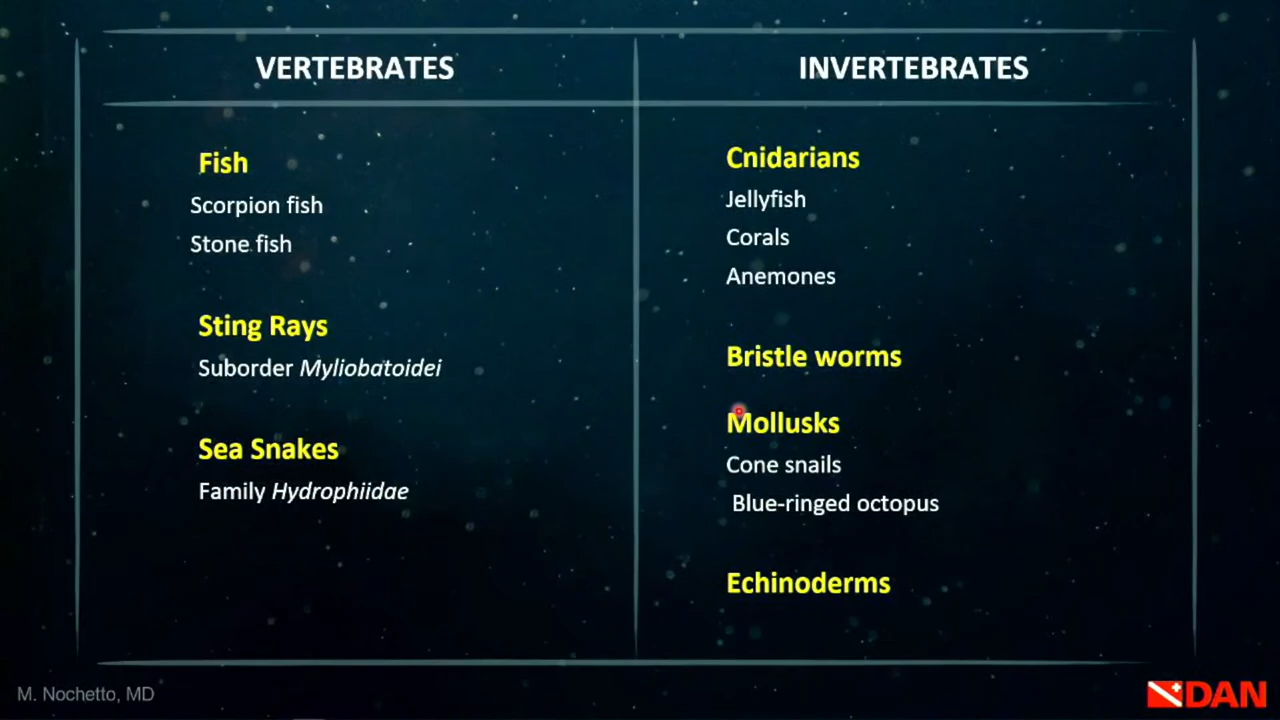 VERTEBRATES
INVERTEBRATES
Fish
Scorpion fish
Stone fish
Sting Rays
Suborder Myliobatoidei
Sea Snakes
Family Hydrophiidae
Cnidarians
Jellyfish
Corals
Anemones
Bristle worms
Mollusks
Cone snails
Blue-ringed octopus
Echinoderms
M. Nochetto, MD
DAN